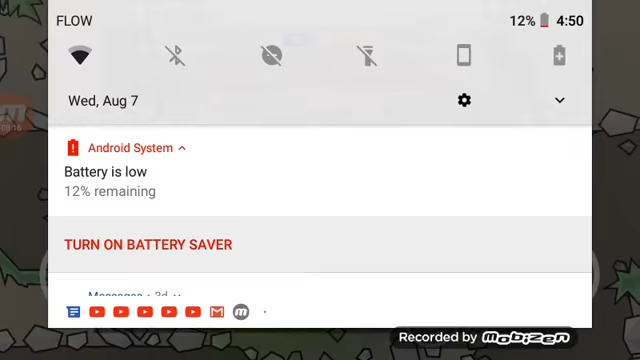 FLOW
12% 4:50
Wed, Aug 7
Android System
Battery is low
12% remaining
TURN ON BATTERY SAVER
Messages • 3d
Recorded by mobizen